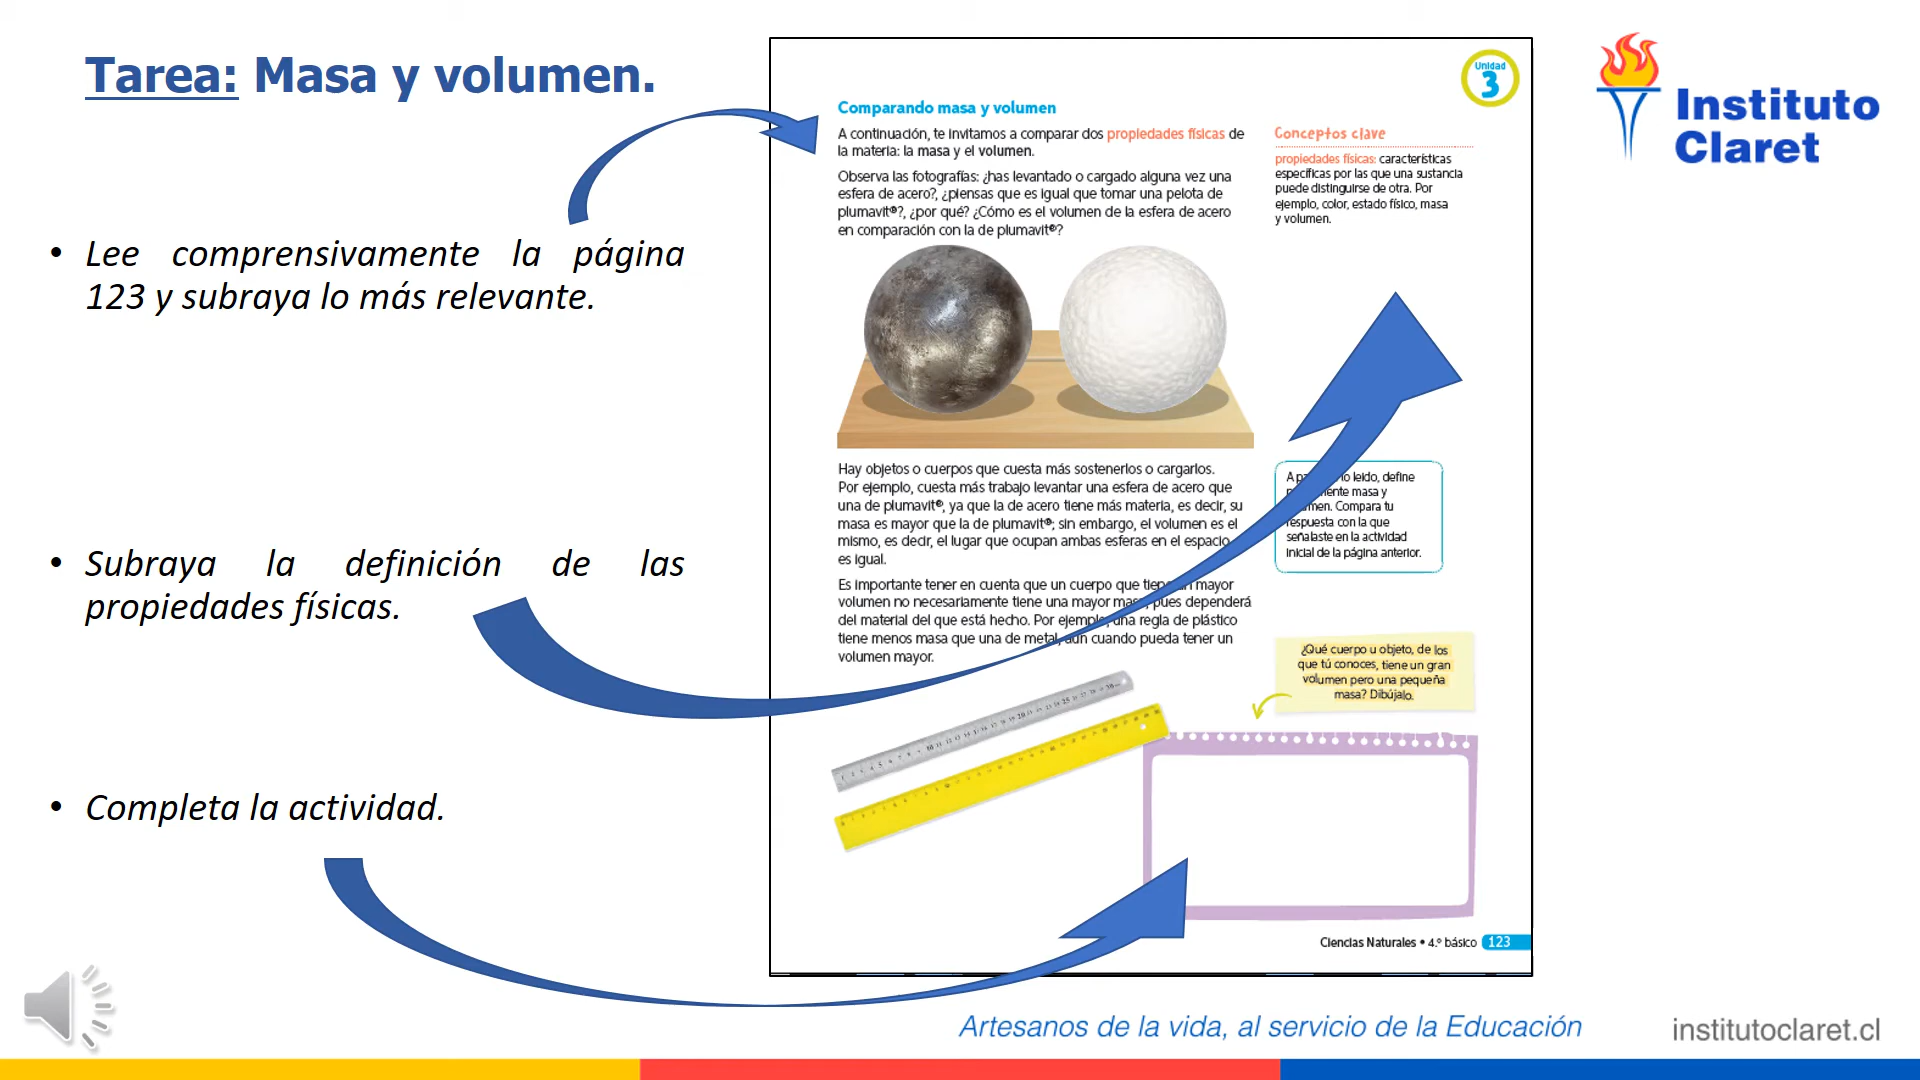 Tarea: Masa y volumen.
• Lee comprensivamente la página
123 y subraya lo más relevante.
• Subraya la definición de las
propiedades físicas.
• Completa la actividad.
Unidad
3
Comparando masa y volumen
A continuación, te invitamos a comparar dos propiedades físicas de
la materia: la masa y el volumen.
Observa las fotografías: ¿has levantado o cargado alguna vez una
esfera de acero?, ¿piensas que es igual que tomar una pelota de
plumavit®?, ¿por qué? ¿Cómo es el volumen de la esfera de acero
en comparación con la de plumavit®?
Conceptos clave
propiedades físicas: características
específicas por las que una sustancia
puede distinguirse de otra. Por
ejemplo, color, estado físico, masa
y volumen.
Hay objetos o cuerpos que cuesta más sostenerlos o cargarlos.
Por ejemplo, cuesta más trabajo levantar una esfera de acero que
una de plumavit®, ya que la de acero tiene más materia, es decir, su
masa es mayor que la de plumavit®; sin embargo, el volumen es el
mismo, es decir, el lugar que ocupan ambas esferas en el espacio
es igual.
Es importante tener en cuenta que un cuerpo que tiene un mayor
volumen no necesariamente tiene una mayor masa, pues dependerá
del material del que está hecho. Por ejemplo, una regla de plástico
tiene menos masa que una de metal, aún cuando pueda tener un
volumen mayor.
A lo leído, define
masa y
Compara tu
respuesta con la que
señalaste en la actividad
inicial de la página anterior.
¿Qué cuerpo u objeto, de los
que tú conoces, tiene un gran
volumen pero una pequeña
masa? Dibújalo.
Ciencias Naturales • 4.º básico 123
Instituto
Claret
Artesanos de la vida, al servicio de la Educación
institutoclaret.cl